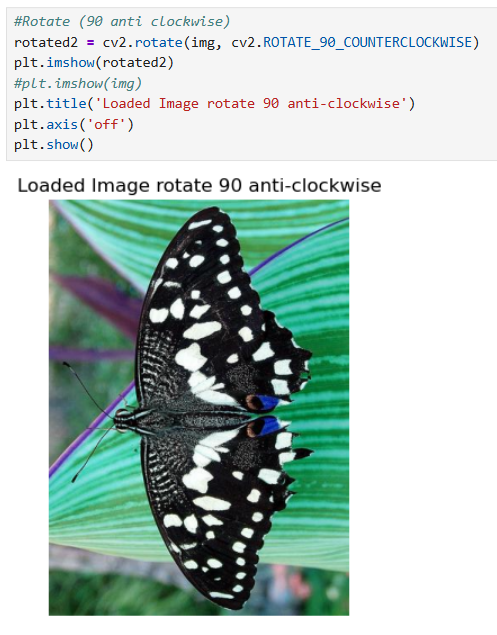 #Rotate (90 anti clockwise)
rotated2 = cv2.rotate(img, cv2.ROTATE_90_COUNTERCLOCKWISE)
plt.imshow(rotated2)
#plt.imshow(img)
plt.title('Loaded Image rotate 90 anti-clockwise')
plt.axis('off')
plt.show()
Loaded Image rotate 90 anti-clockwise